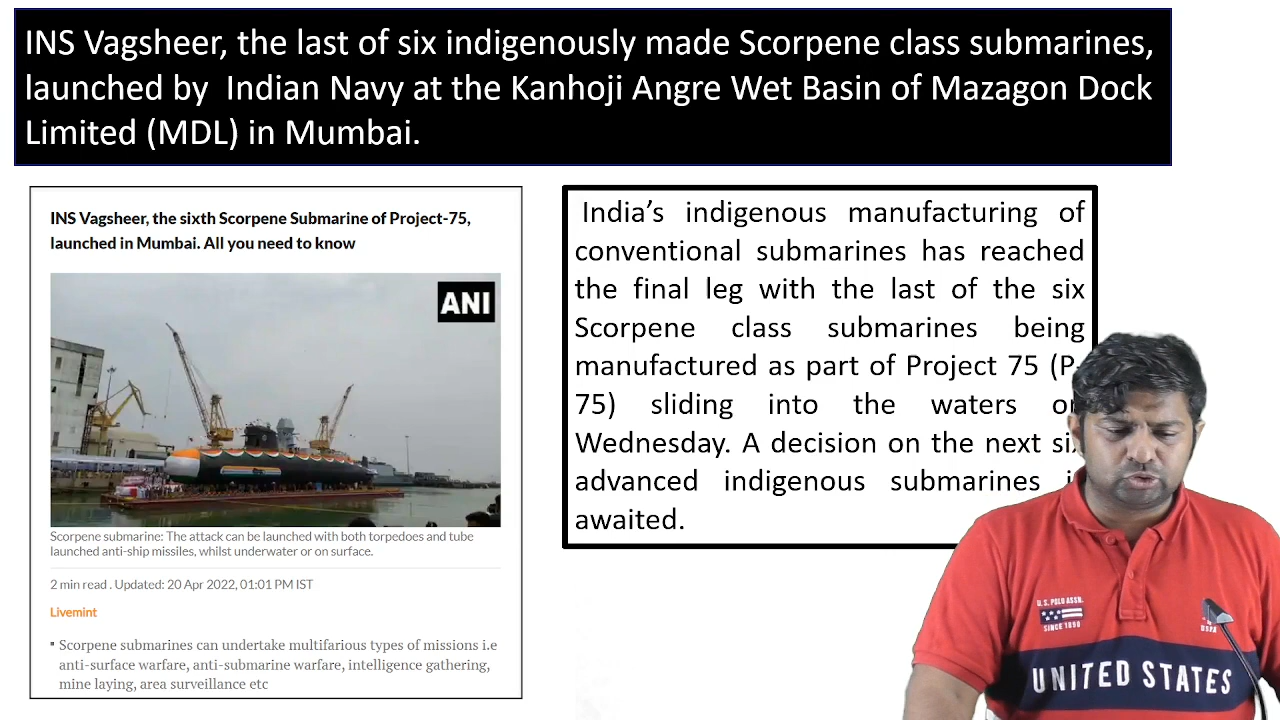 INS Vagsheer, the last of six indigenously made Scorpene class submarines,
launched by Indian Navy at the Kanhoji Angre Wet Basin of Mazagon Dock
Limited (MDL) in Mumbai.
INS Vagsheer, the sixth Scorpene Submarine of Project-75,
launched in Mumbai. All you need to know
ANI
Scorpene submarine: The attack can be launched with both torpedoes and tube
launched anti-ship missiles, whilst underwater or on surface.
2 min read . Updated: 20 Apr 2022, 01:01 PM IST
Livemint
Scorpene submarines can undertake multifarious types of missions i.e
anti-surface warfare, anti-submarine warfare, intelligence gathering,
mine laying, area surveillance etc
India’s indigenous manufacturing of
conventional submarines has reached
the final leg with the last of the six
Scorpene class submarines being
manufactured as part of Project 75 (P-
75) sliding into the waters
Wednesday. A decision on the next
advanced indigenous submarines
awaited.
U.S. POLO ASSN.
SINCE 1890
USPA
UNITED STATES